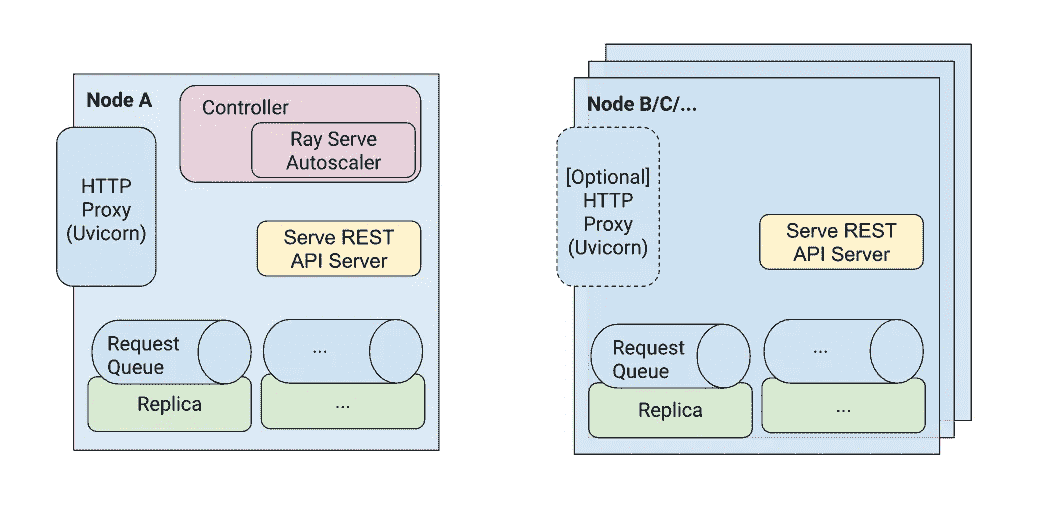 Node A
Controller
Ray Serve
Autoscaler
HTTP
Proxy
(Uvicorn)
Serve REST
API Server
Request
Queue
...
Replica
...
Node B/C/...
[Optional]
HTTP
Proxy
(Uvicorn)
Serve REST
API Server
Request
Queue
...
Replica
...